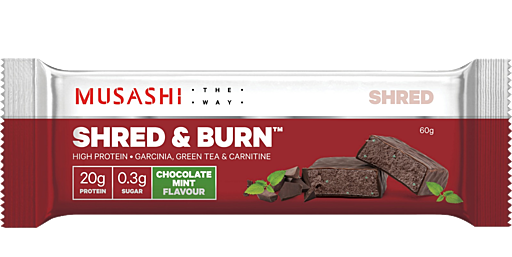 MUSASHI • THE • WAY •
SHRED
SHRED & BURN™
60g
HIGH PROTEIN • GARCINIA, GREEN TEA & CARNITINE
20g PROTEIN
0.3g SUGAR
CHOCOLATE MINT FLAVOUR